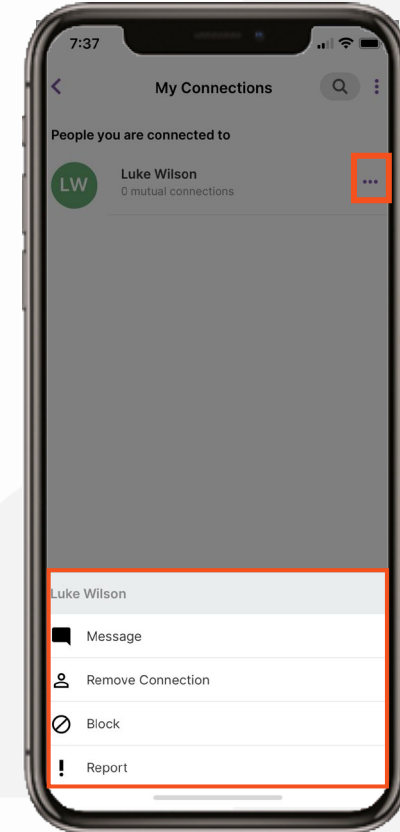 7:37
My Connections
People you are connected to
LW
Luke Wilson
0 mutual connections
Luke Wilson
Message
Remove Connection
Block
Report